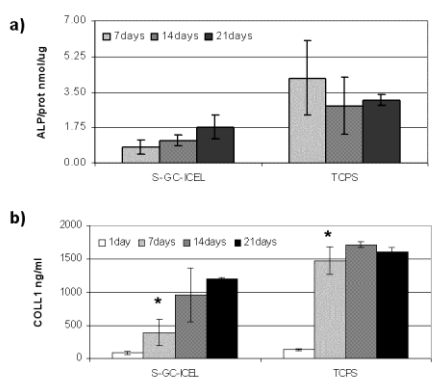 a)
ALP/prot nmol/ug
7.00
5.25
3.50
1.75
0.00
7days 14days 21days
S-GC-ICEL TCPS
b)
COLL1 ng/ml
2000
1500
1000
500
0
1day 7days 14days 21days
*
*
S-GC-ICEL TCPS